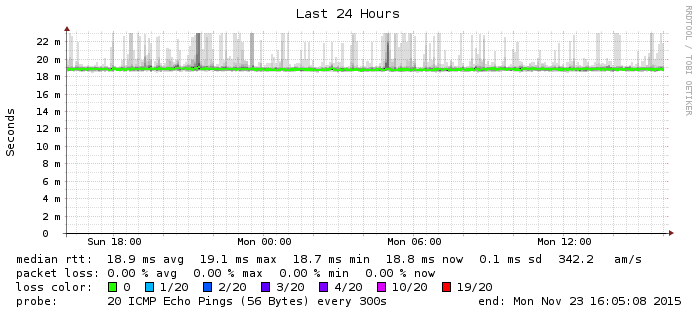 Last 24 Hours
RRDTOOL / TOBI OETIKER
Seconds
22 m
20 m
18 m
16 m
14 m
12 m
10 m
8 m
6 m
4 m
2 m
0
Sun 18:00 Mon 00:00 Mon 06:00 Mon 12:00
median rtt: 18.9 ms avg 19.1 ms max 18.7 ms min 18.8 ms now 0.1 ms sd 342.2 am/s
packet loss: 0.00 % avg 0.00 % max 0.00 % min 0.00 % now
loss color: 0 1/20 2/20 3/20 4/20 10/20 19/20
probe: 20 ICMP Echo Pings (56 Bytes) every 300s end: Mon Nov 23 16:05:08 2015